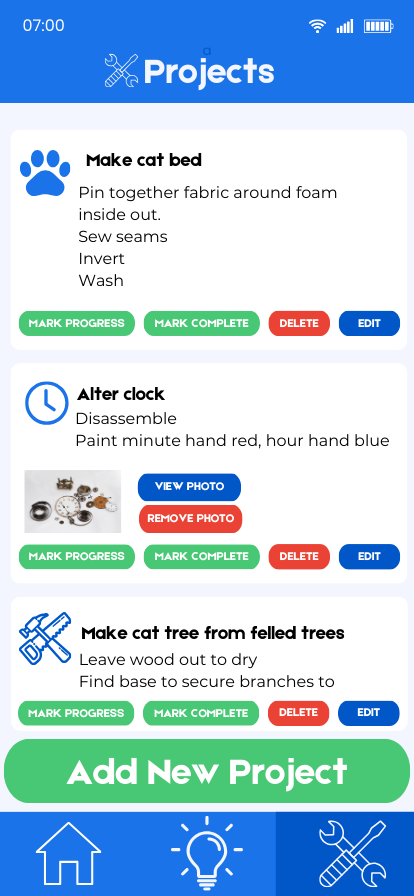 07:00
a
Projects
Make cat bed
Pin together fabric around foam
inside out.
Sew seams
Invert
Wash
MARK PROGRESS MARK COMPLETE DELETE EDIT
Alter clock
Disassemble
Paint minute hand red, hour hand blue
VIEW PHOTO
REMOVE PHOTO
MARK PROGRESS MARK COMPLETE DELETE EDIT
Make cat tree from felled trees
Leave wood out to dry
Find base to secure branches to
MARK PROGRESS MARK COMPLETE DELETE EDIT
Add New Project